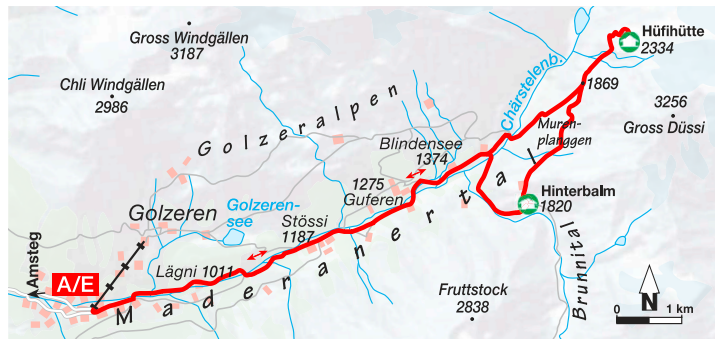 Gross Windgällen
3187
Hüfihütte
2334
Chli Windgällen
2986
1869
Chärstelenb.
3256
Gross Düssi
Golzeralpen
Muren-
planggen
Blindensee
1374
1275
Guferen
Hinterbalm
1820
Golzeren-
see
Golzeren
Stössi
1187
Lägni 1011
Maderanertal
Brunnital
Amsteg
A/E
Fruttstock
2838
N
0 1 km